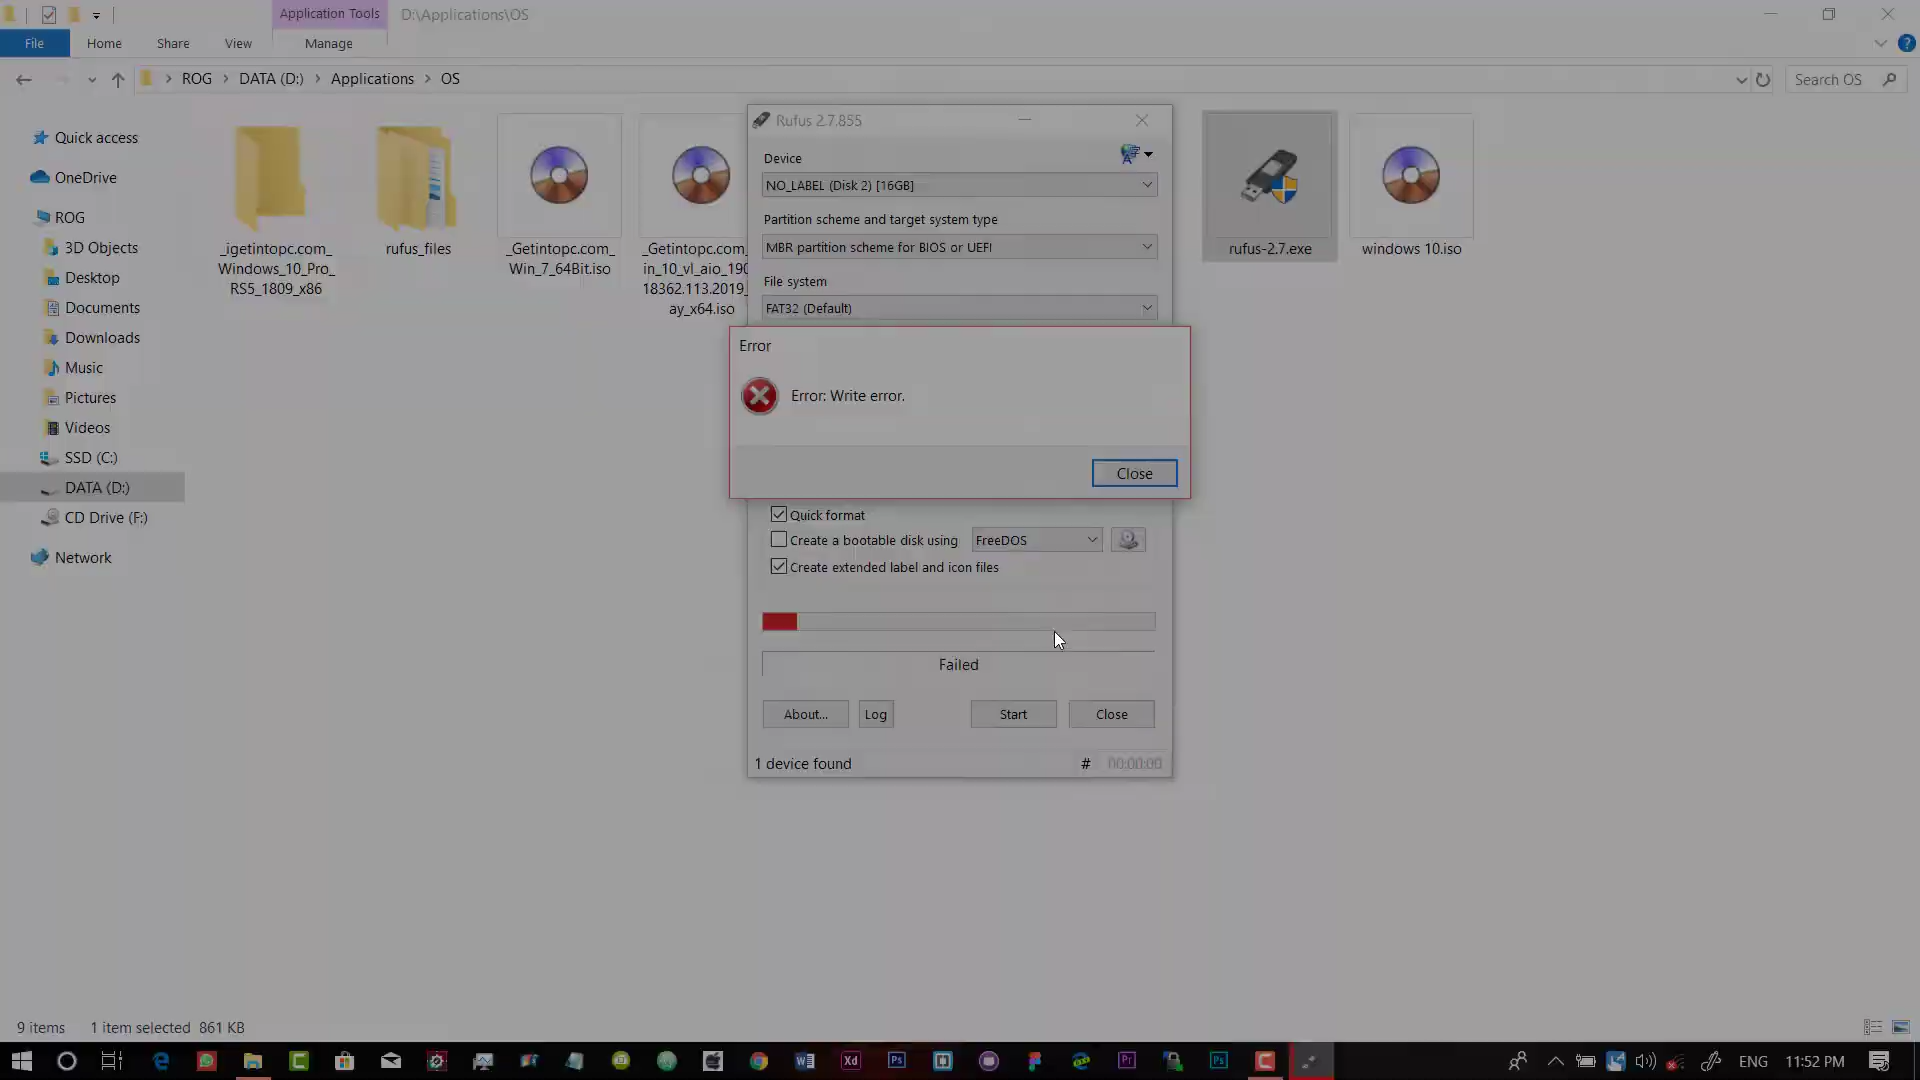 Application Tools
D:\Applications\OS
File
Home
Share
View
Manage
ROG
DATA (D:)
Applications
OS
Search OS
Quick access
OneDrive
ROG
3D Objects
Desktop
Documents
Downloads
Music
Pictures
Videos
SSD (C:)
DATA (D:)
CD Drive (F:)
Network
_igetintopc.com_
Windows_10_Pro_
RS5_1809_x86
rufus_files
_Getintopc.com_
Win_7_64Bit.iso
_Getintopc.com_
in_10_vl_aio_190
18362.113.2019_
ay_x64.iso
rufus-2.7.exe
windows 10.iso
Rufus 2.7.855
Device
NO_LABEL (Disk 2) [16GB]
Partition scheme and target system type
MBR partition scheme for BIOS or UEFI
File system
FAT32 (Default)
Error
Error: Write error.
Close
Quick format
Create a bootable disk using
FreeDOS
Create extended label and icon files
Failed
About...
Log
Start
Close
1 device found
#
00:00:00
9 items
1 item selected
861 KB
Xd
Ps
Pr
Ps
ENG
11:52 PM